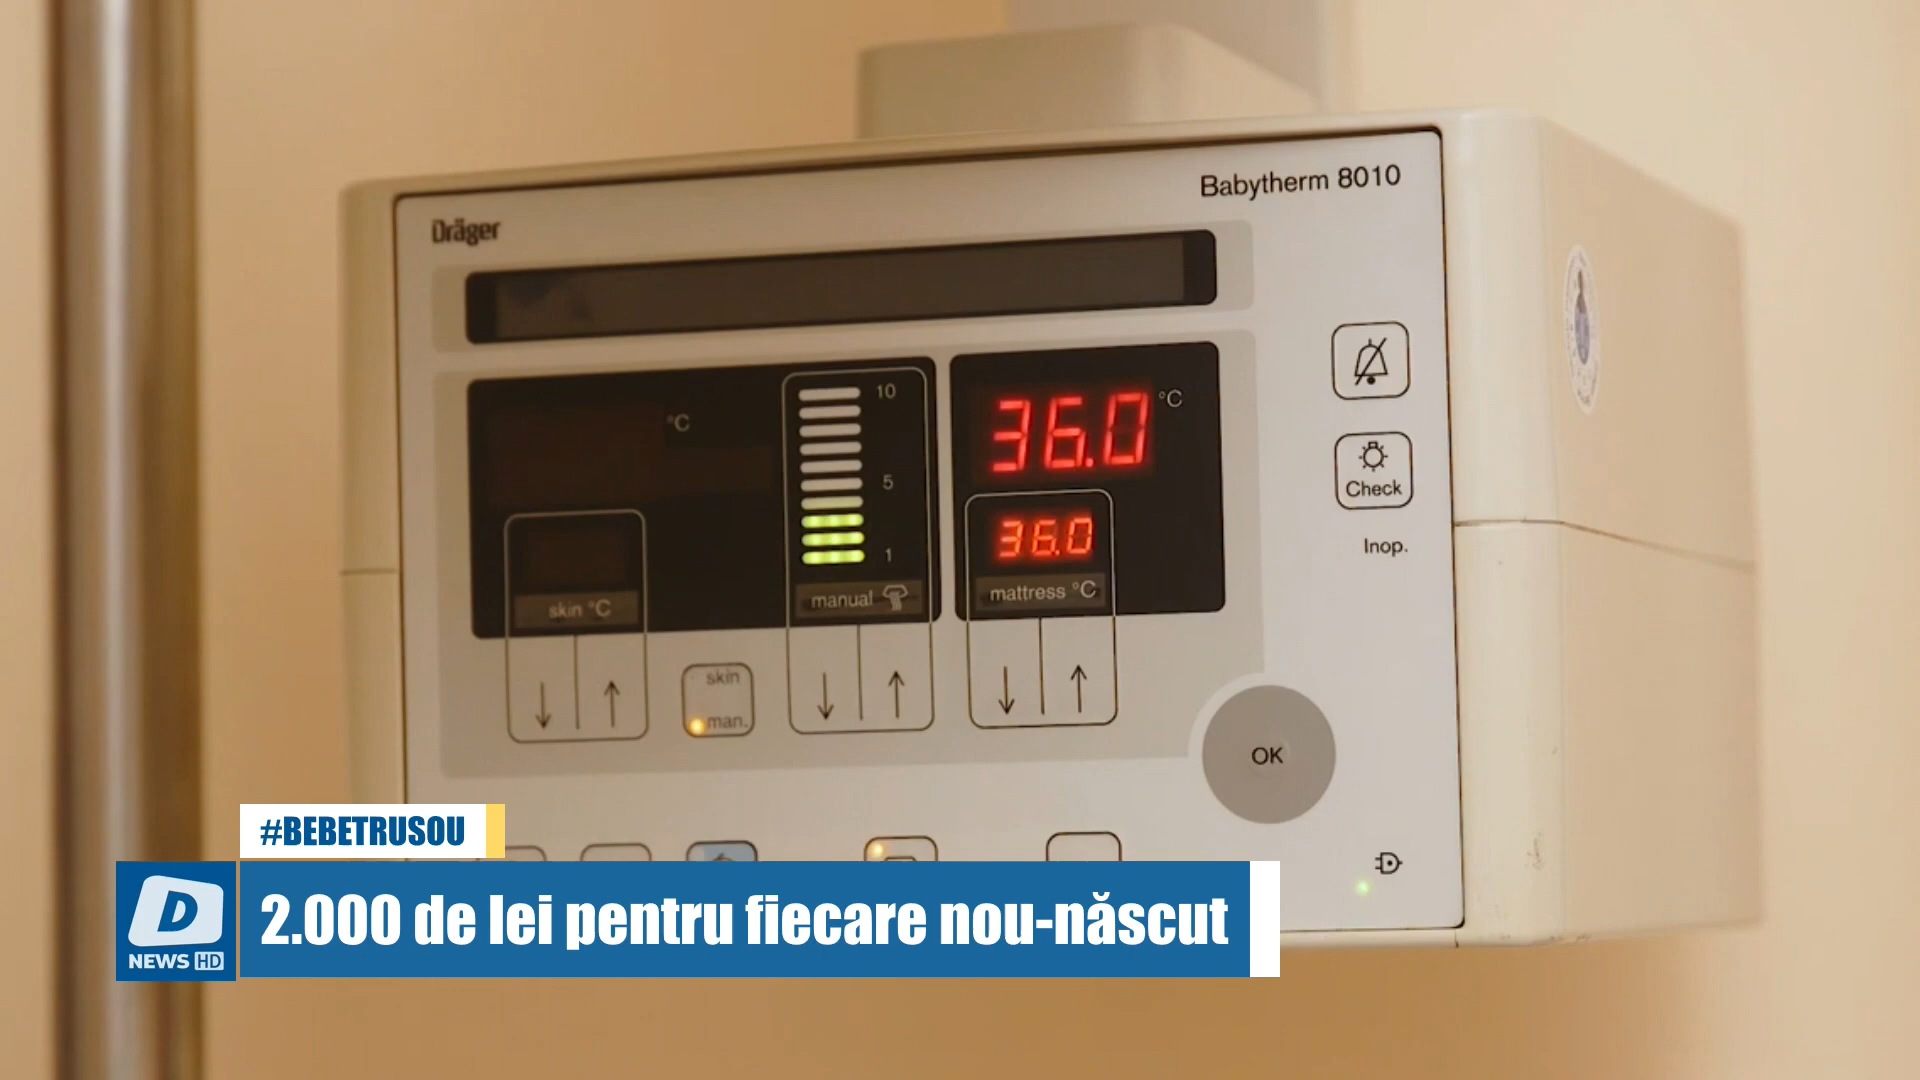 Babytherm 8010
Dräger
°C
10
5
1
36.0 °C
36.0
skin °C
manual
mattress °C
Check
Inop.
skin
man.
OK
#BEBETRUSOU
2.000 de lei pentru fiecare nou-născut
D
NEWS HD